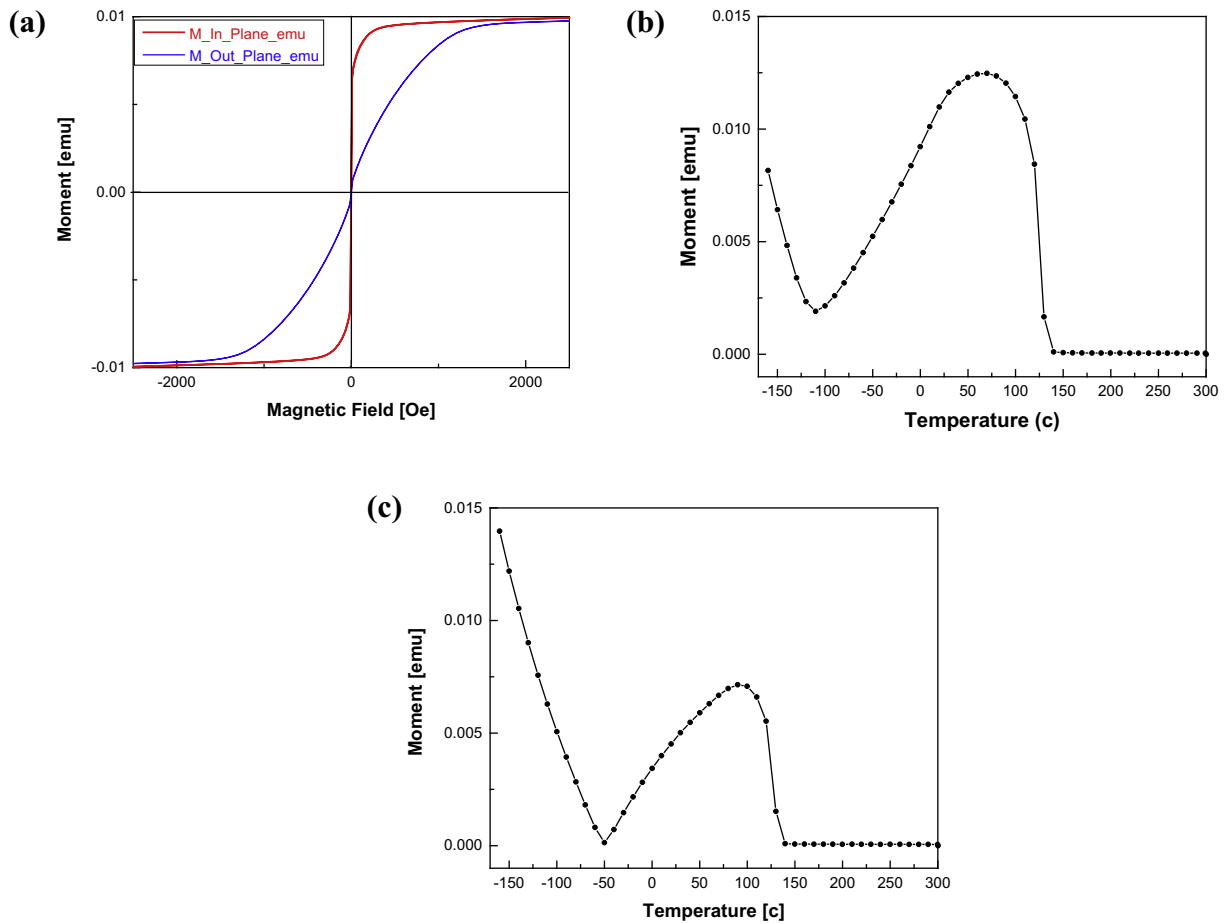 (a)
0.01
M_In_Plane_emu
M_Out_Plane_emu
Moment [emu]
0.00
-0.01
-2000 0 2000
Magnetic Field [Oe]
(b)
0.015
0.010
Moment [emu]
0.005
0.000
-150 -100 -50 0 50 100 150 200 250 300
Temperature (c)
(c)
0.015
0.010
Moment [emu]
0.005
0.000
-150 -100 -50 0 50 100 150 200 250 300
Temperature [c]